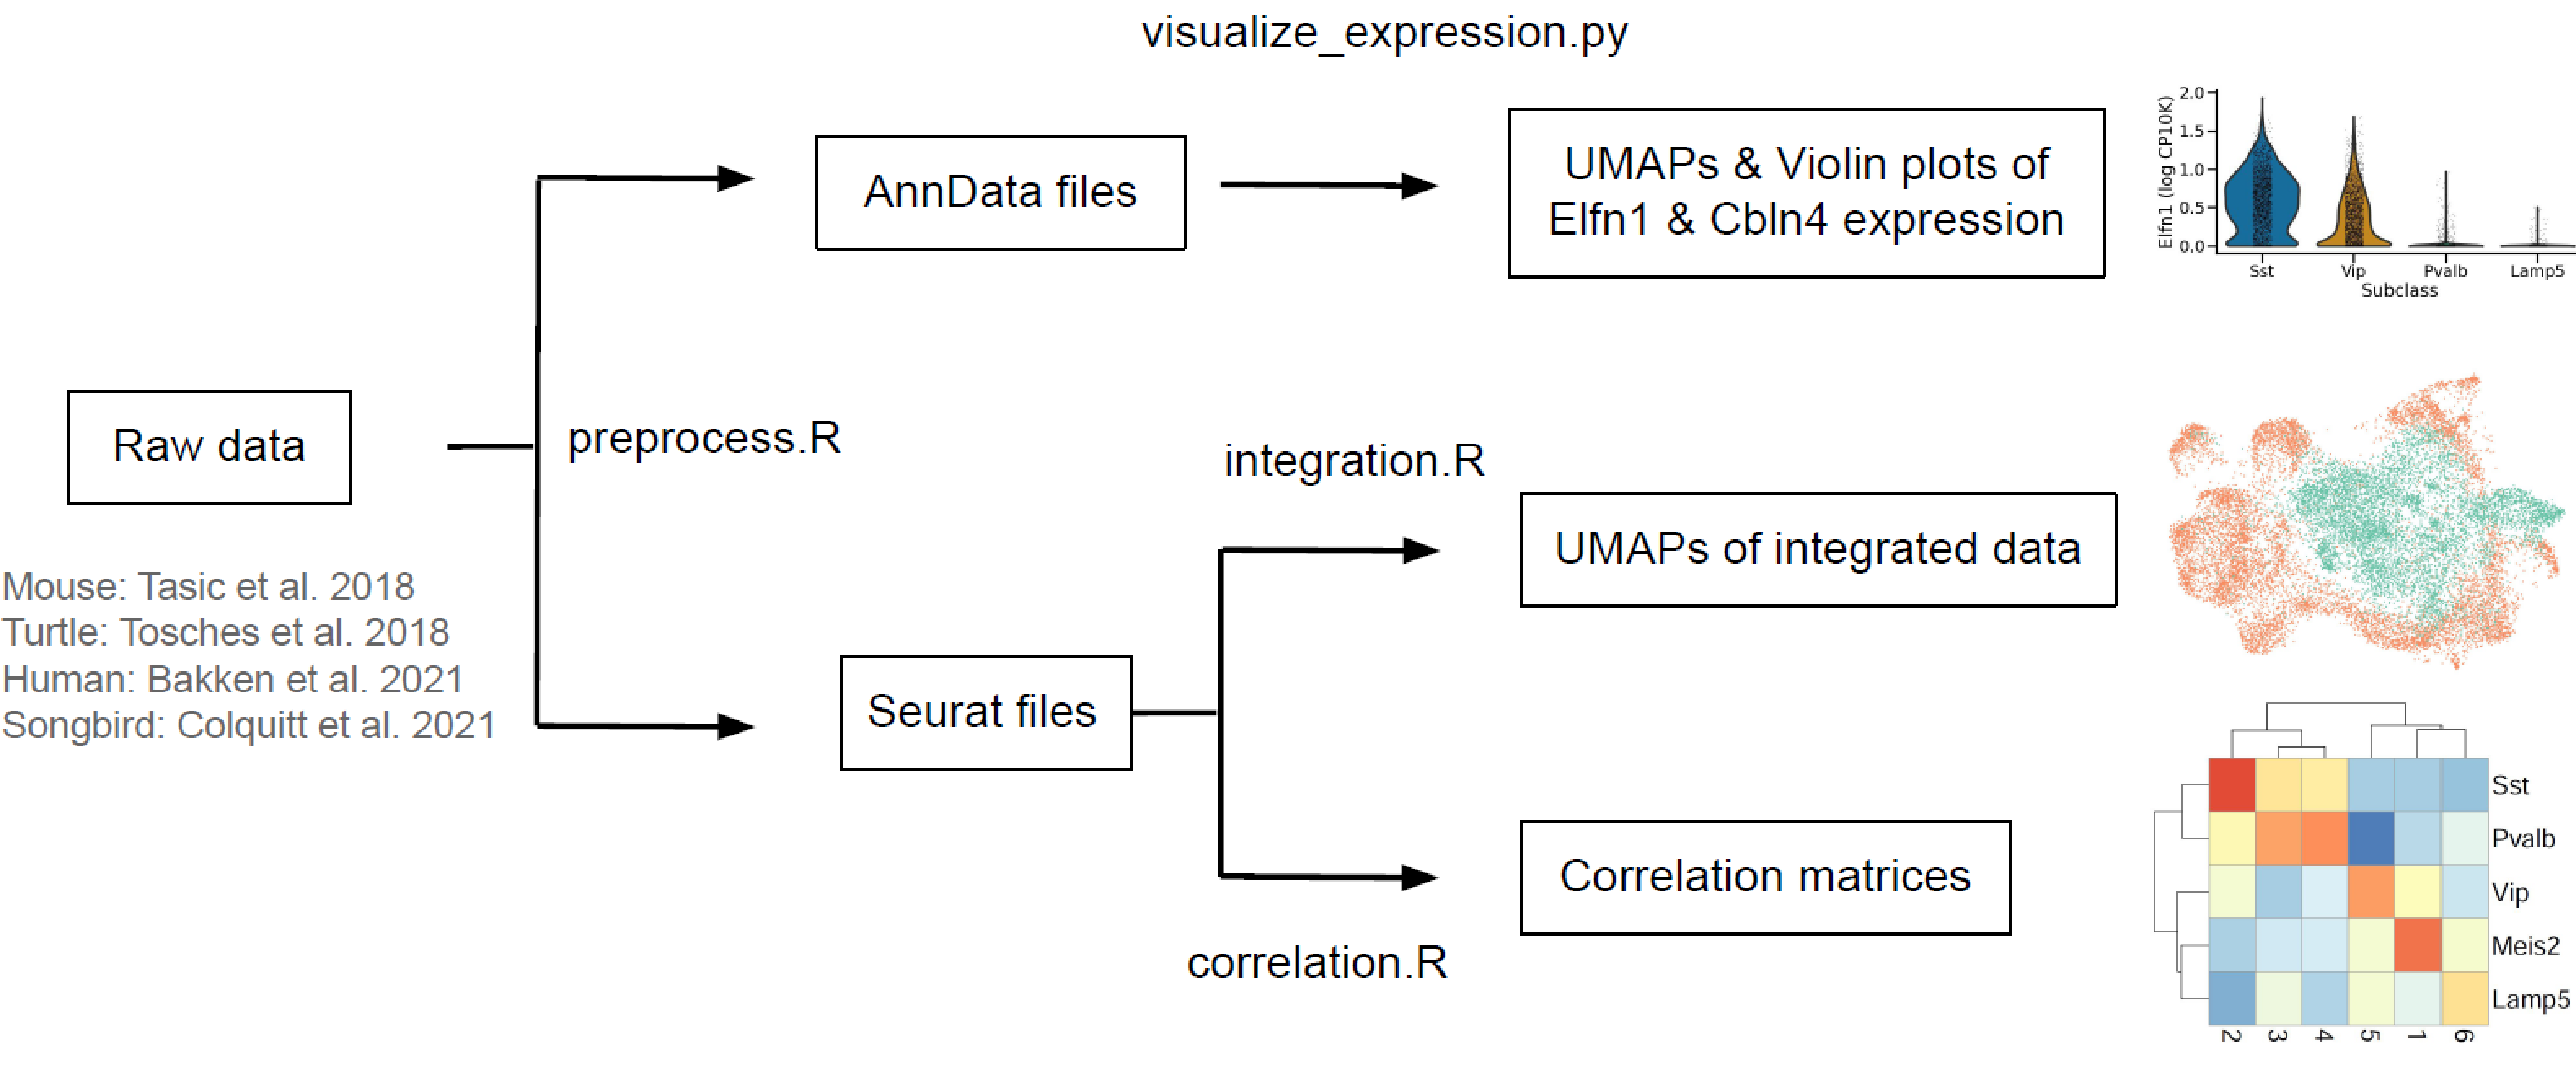 visualize_expression.py
AnnData files
UMAPs & Violin plots of
Elfn1 & Cbln4 expression
Elfn1 (log CP10K)
2.0
1.5
1.0
0.5
0.0
Sst Vip Pvalb Lamp5
Subclass
Raw data
preprocess.R
integration.R
UMAPs of integrated data
Mouse: Tasic et al. 2018
Turtle: Tosches et al. 2018
Human: Bakken et al. 2021
Songbird: Colquitt et al. 2021
Seurat files
Correlation matrices
correlation.R
Sst
Pvalb
Vip
Meis2
Lamp5
2 3 4 5 1 6